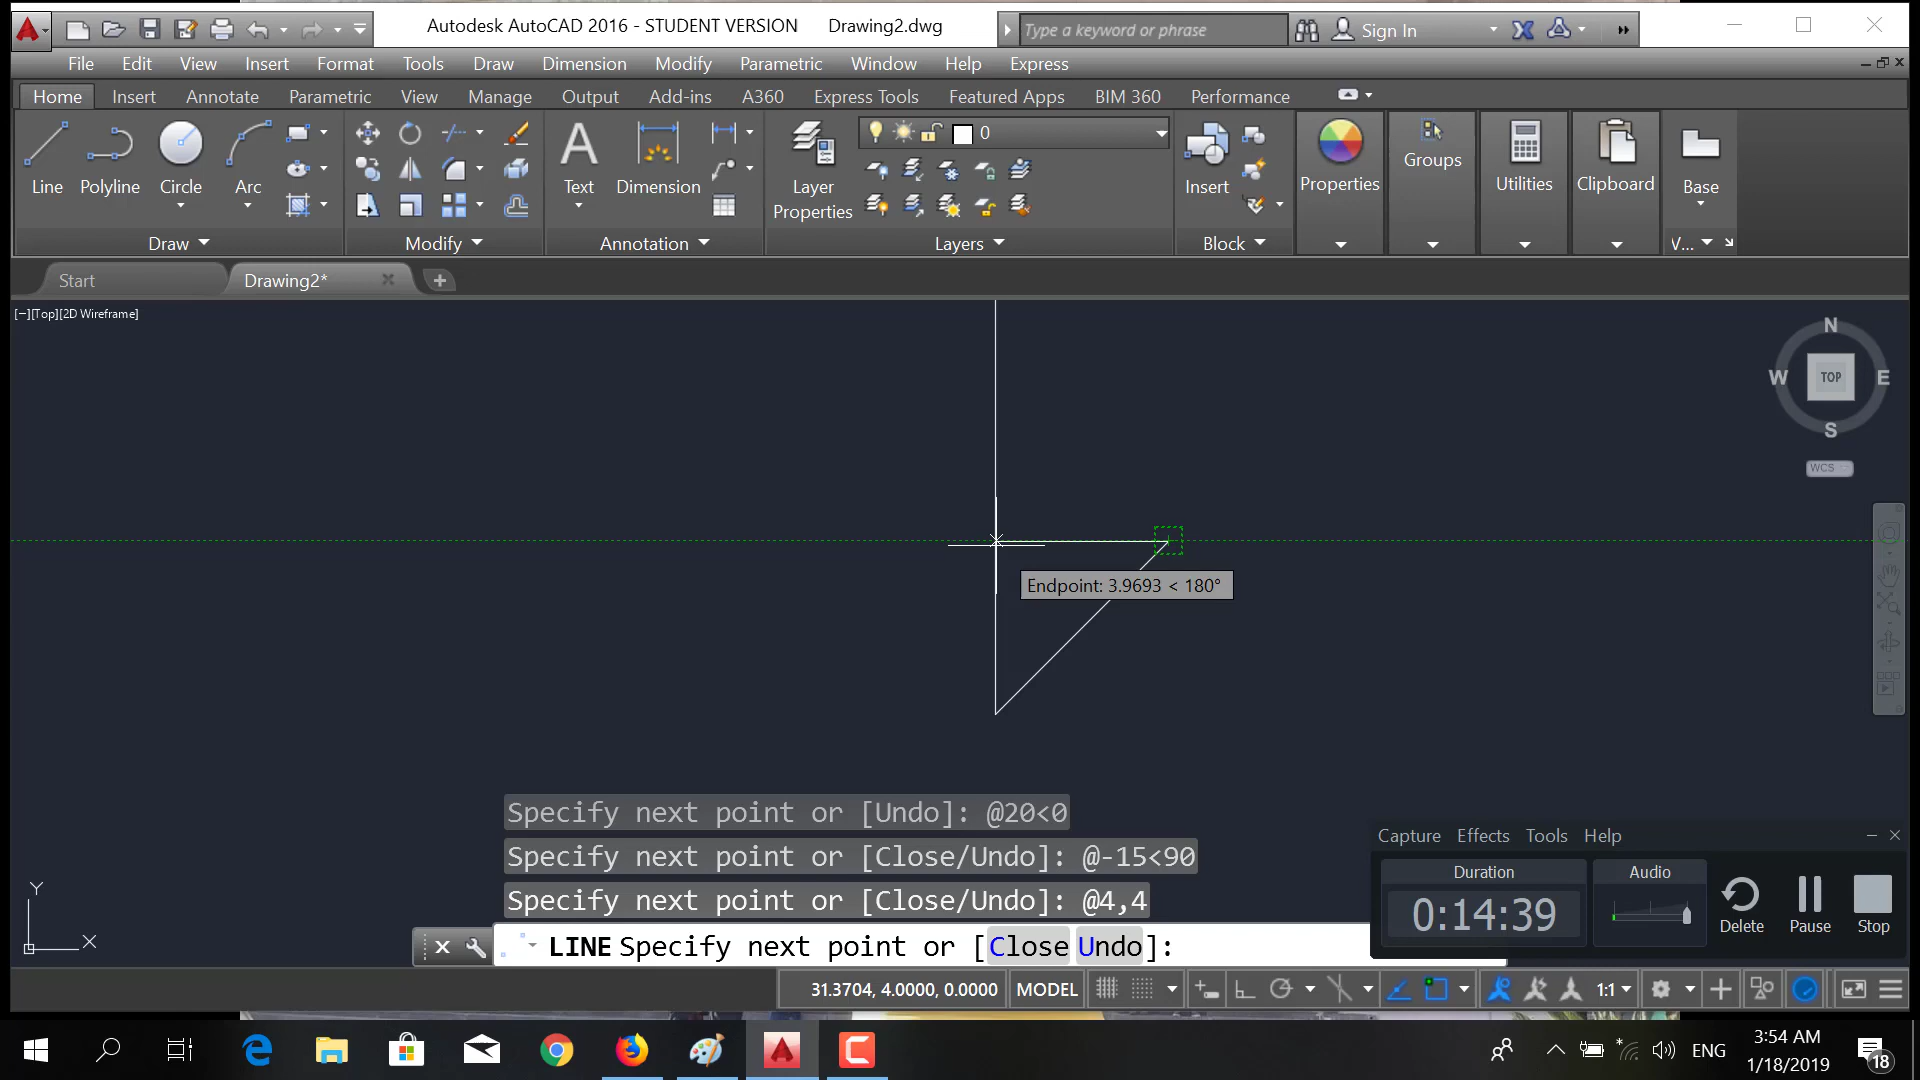 Autodesk AutoCAD 2016 - STUDENT VERSION Drawing2.dwg
Type a keyword or phrase
Sign In
File Edit View Insert Format Tools Draw Dimension Modify Parametric Window Help Express
Home Insert Annotate Parametric View Manage Output Add-ins A360 Express Tools Featured Apps BIM 360 Performance
0
Line Polyline Circle Arc
Text Dimension
Layer Properties
Insert
Properties
Groups
Utilities
Clipboard
Base
Draw Modify Annotation Layers Block V...
Start Drawing2*
[−][Top][2D Wireframe]
N
W TOP E
S
WCS
Endpoint: 3.9693 < 180°
Specify next point or [Undo]: @20<0
Specify next point or [Close/Undo]: @-15<90
Specify next point or [Close/Undo]: @4,4
LINE Specify next point or [Close Undo]:
Y
X
Capture Effects Tools Help
Duration Audio
0:14:39
Delete Pause Stop
31.3704, 4.0000, 0.0000 MODEL 1:1
ENG
3:54 AM
1/18/2019
18